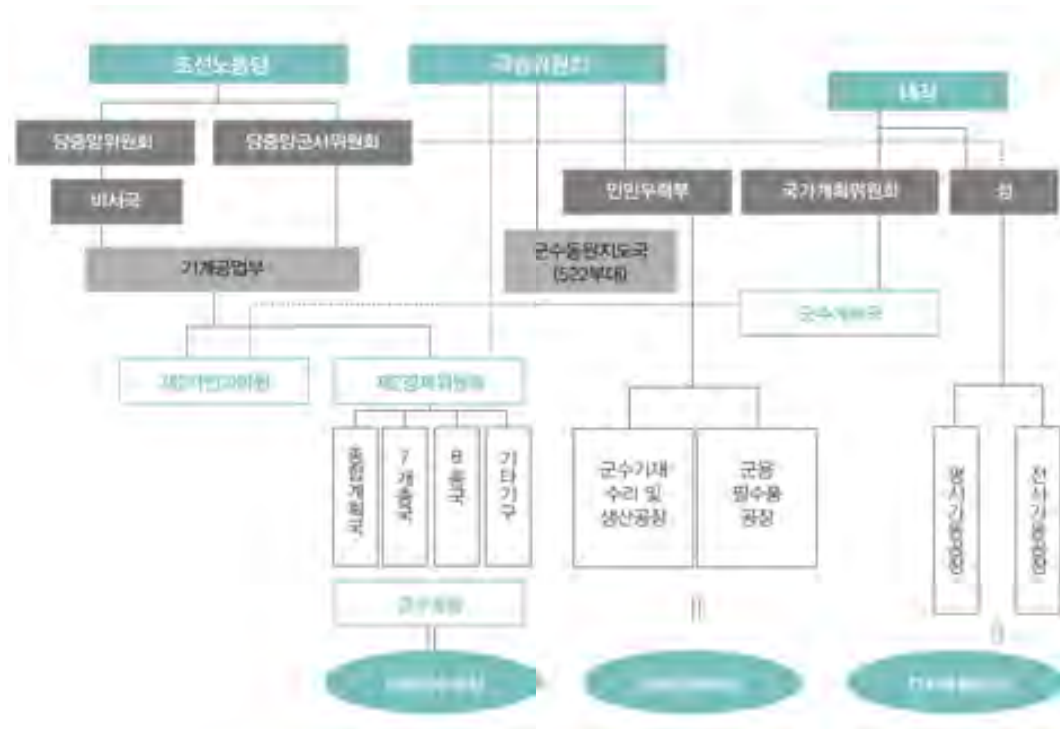 조선노동당
국방위원회
내각
당중앙위원회
당중앙군사위원회
비서국
인민무력부
국가계획위원회
성
기계공업부
군수동원지도국
(522부대)
군수계획국
제2자연과학원
제2경제위원회
종합계획국
7개총국
8총국
기타기구
군수기재
수리 및
생산공장
군용
필수품
공장
군수공장